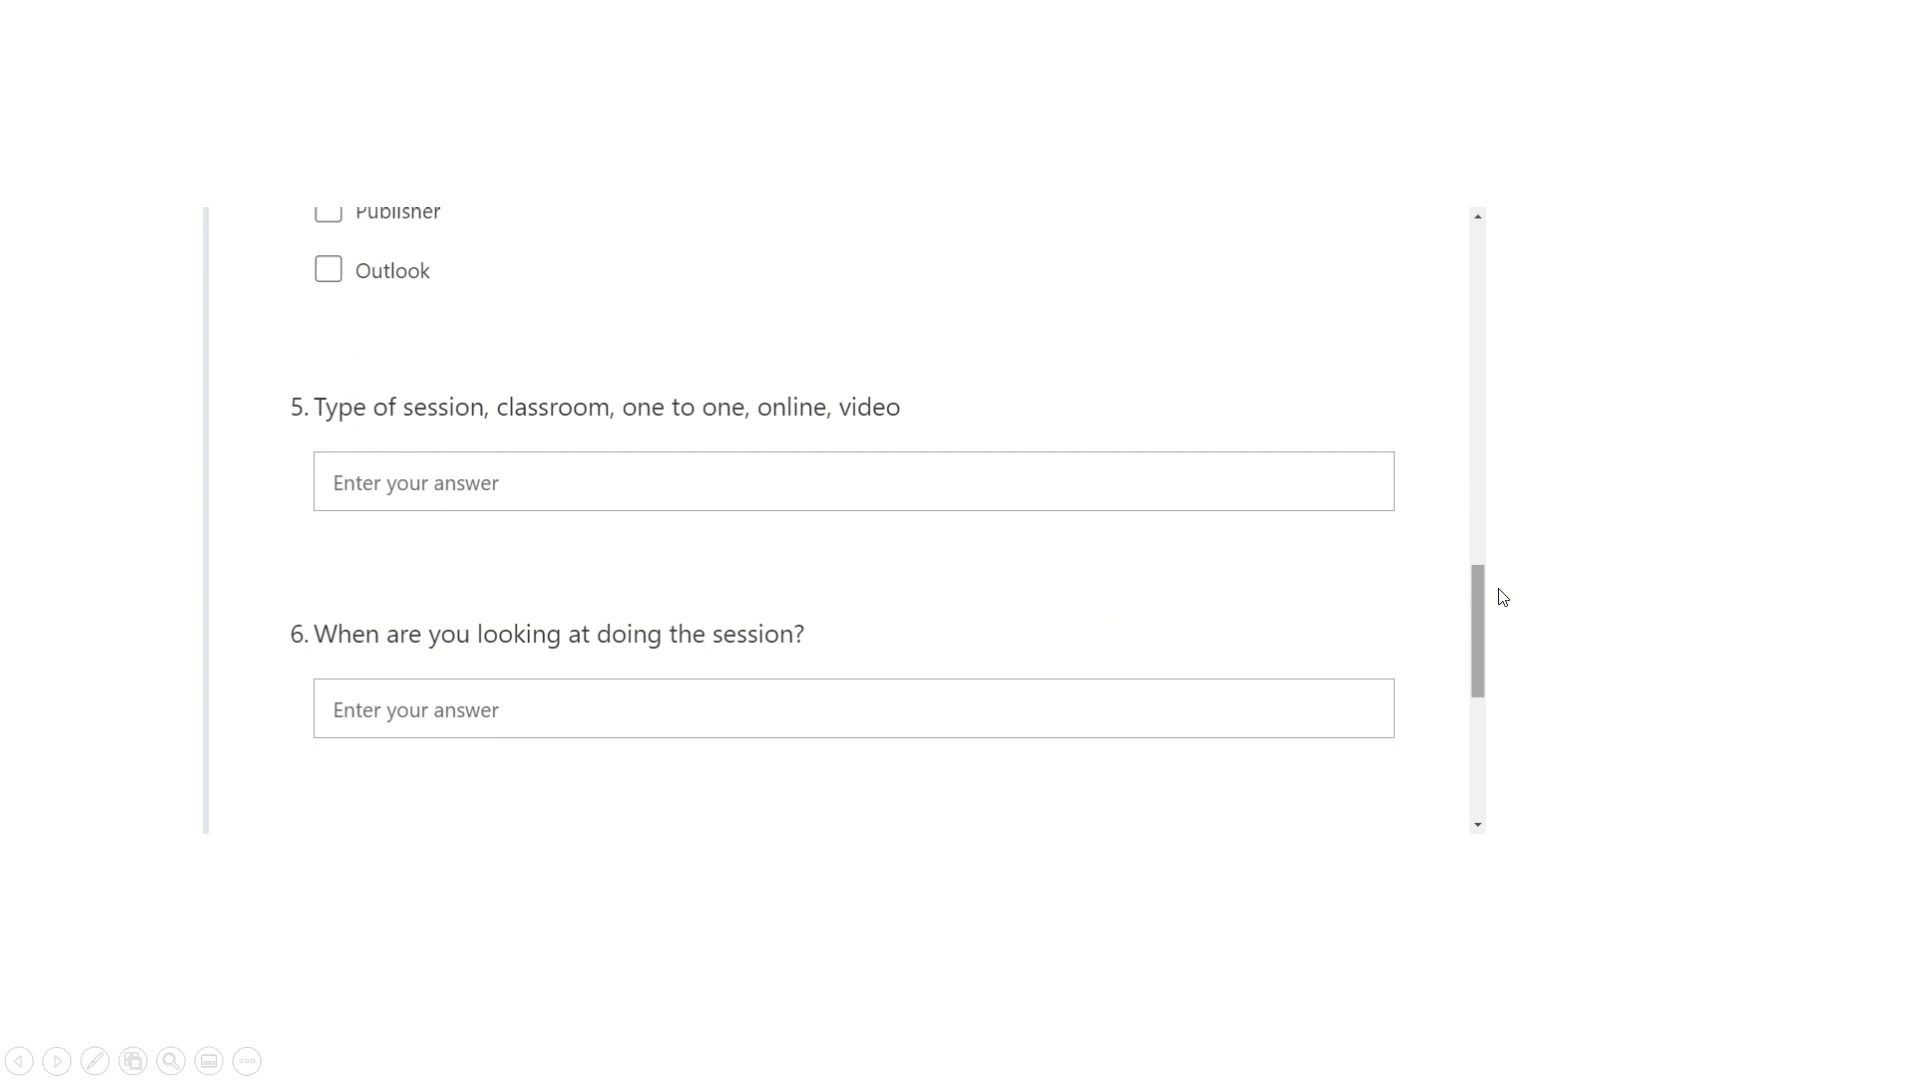 Publisher
Outlook
5. Type of session, classroom, one to one, online, video
Enter your answer
6. When are you looking at doing the session?
Enter your answer